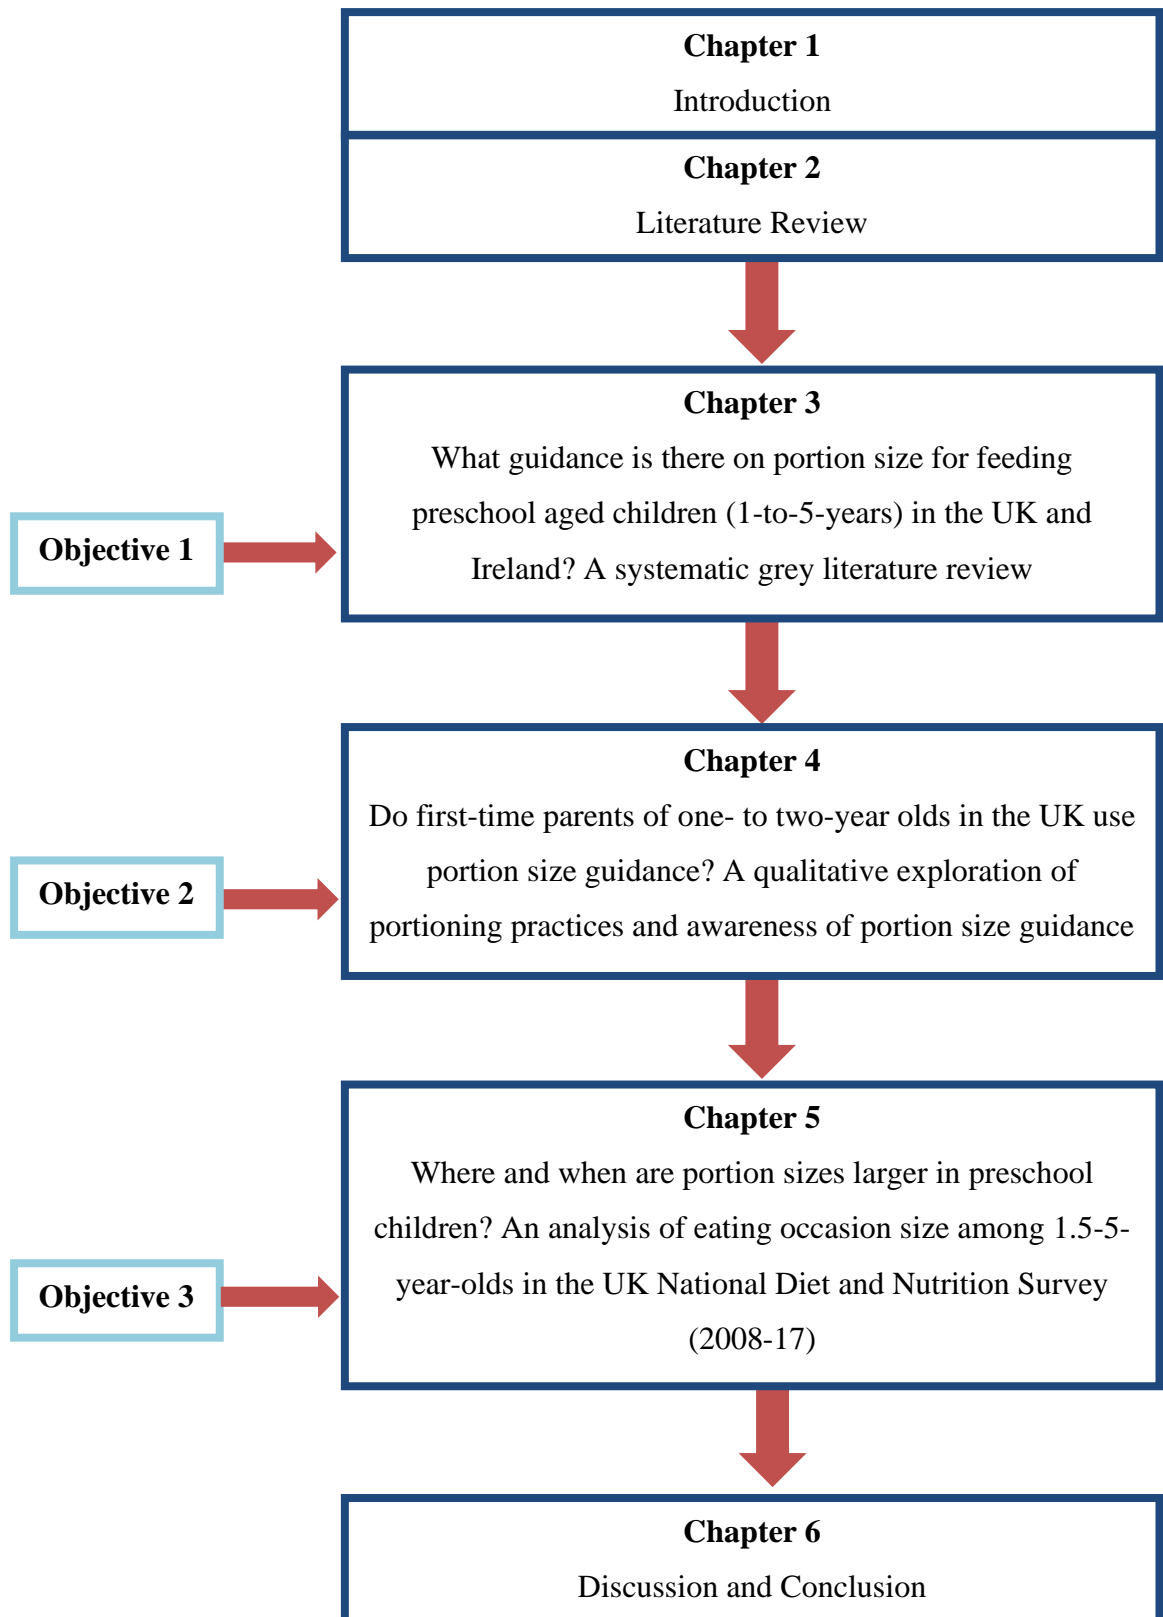 Chapter 1
Introduction
Chapter 2
Literature Review
Chapter 3
What guidance is there on portion size for feeding
preschool aged children (1-to-5-years) in the UK and
Ireland? A systematic grey literature review
Objective 1
Chapter 4
Do first-time parents of one- to two-year olds in the UK use
portion size guidance? A qualitative exploration of
portioning practices and awareness of portion size guidance
Objective 2
Chapter 5
Where and when are portion sizes larger in preschool
children? An analysis of eating occasion size among 1.5-5-
year-olds in the UK National Diet and Nutrition Survey
(2008-17)
Objective 3
Chapter 6
Discussion and Conclusion